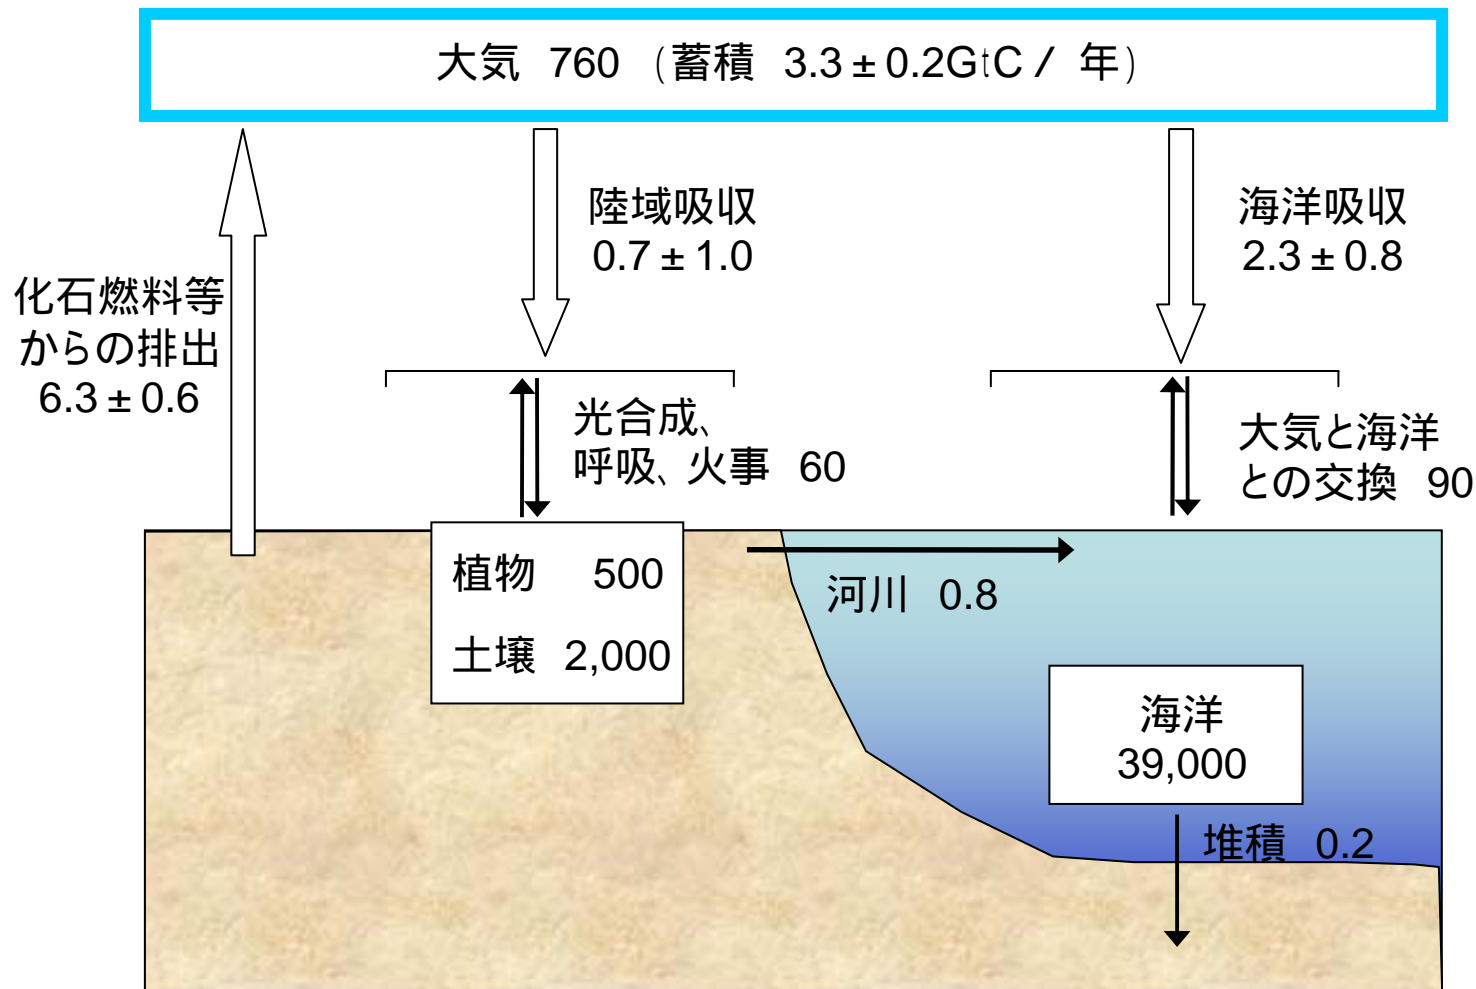 大気 760 (蓄積 3.3±0.2GtC/ 年)
陸域吸収
0.7±1.0
海洋吸収
2.3±0.8
化石燃料等
からの排出
6.3±0.6
光合成、
呼吸、火事 60
大気と海洋
との交換 90
植物 500
土壌 2,000
河川 0.8
海洋
39,000
堆積 0.2